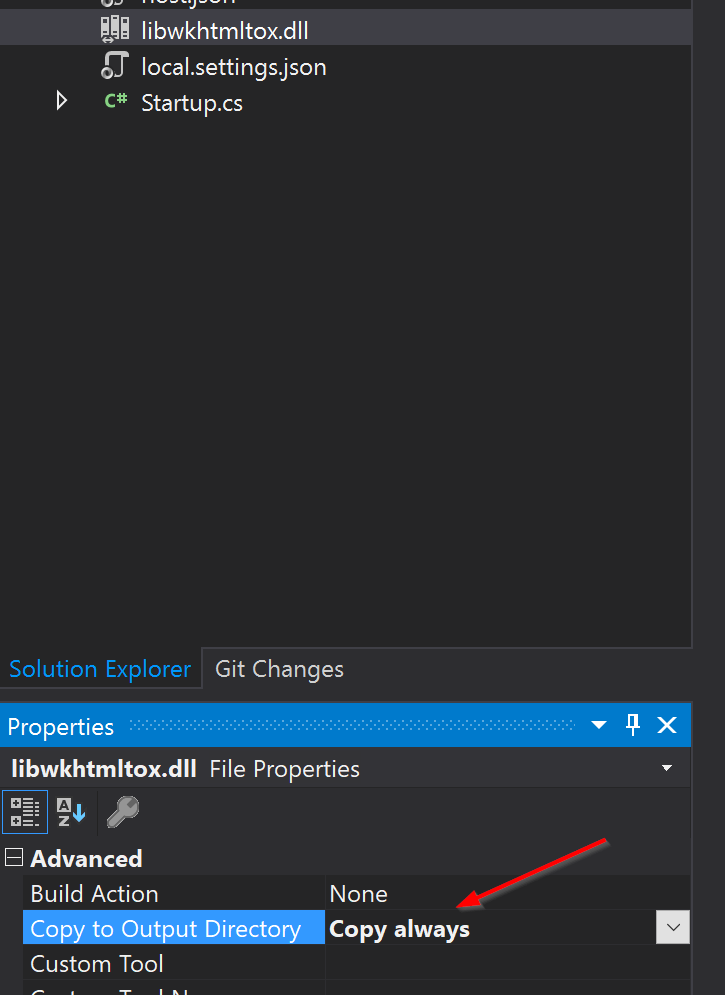 host.json
libwkhtmltox.dll
local.settings.json
C# Startup.cs
Solution Explorer Git Changes
Properties
libwkhtmltox.dll File Properties
Advanced
Build Action None
Copy to Output Directory Copy always
Custom Tool
Custom Tool N